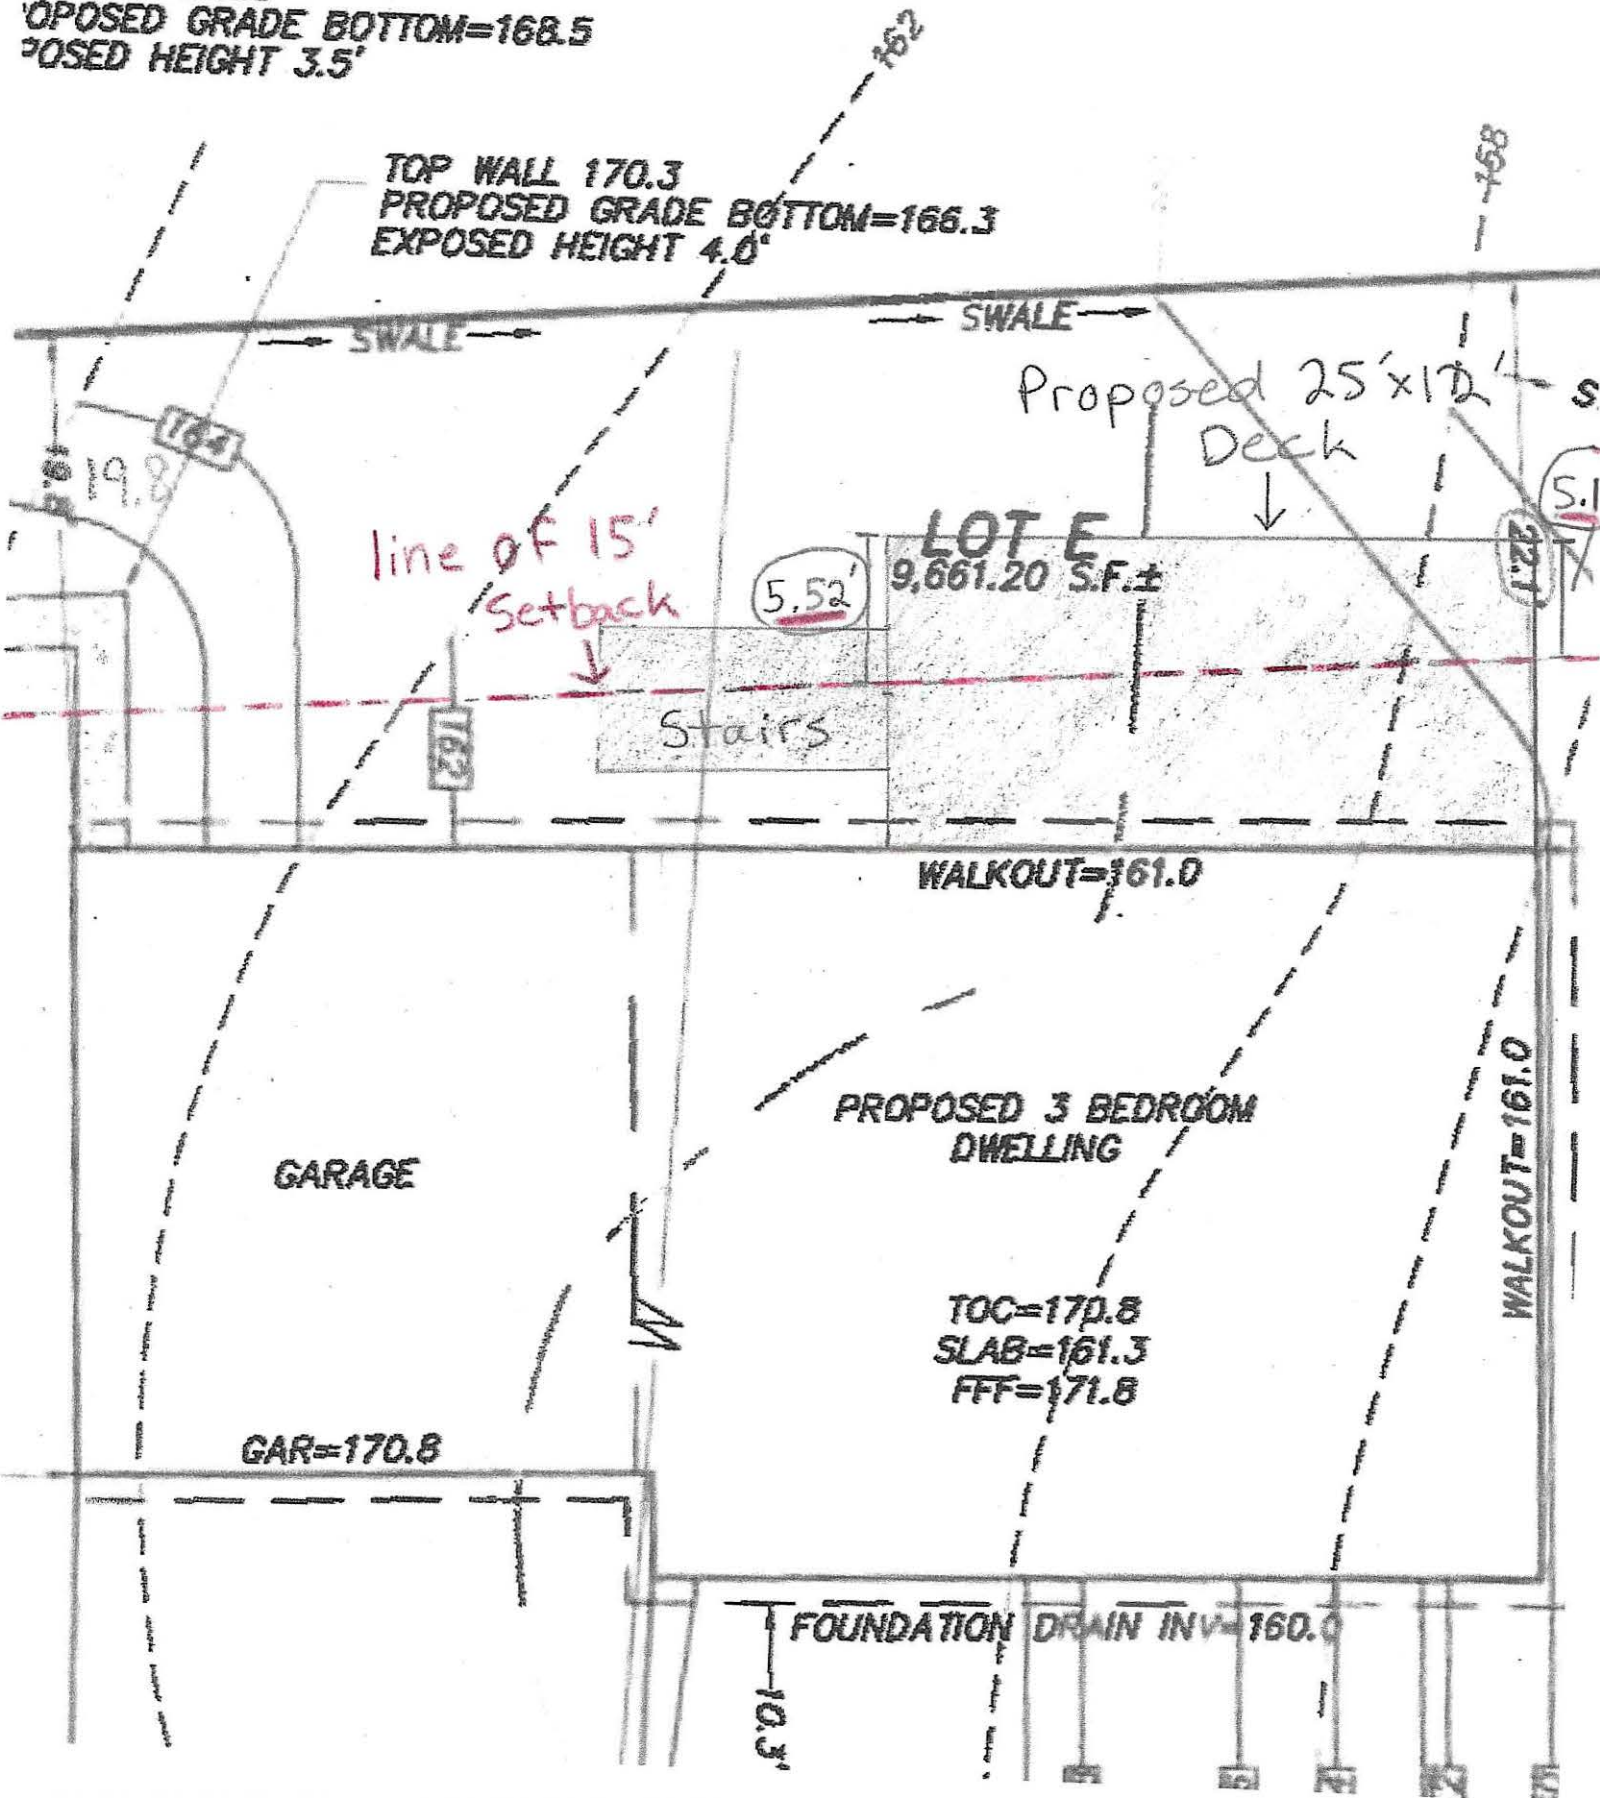 OPOSED GRADE BOTTOM=168.5
POSED HEIGHT 3.5'
162
168
TOP WALL 170.3
PROPOSED GRADE BOTTOM=166.3
EXPOSED HEIGHT 4.0'
SWALE
SWALE
Proposed 25'x12'
Deck
S
164
19.8
line of 15'
Setback
5.52'
LOT E
9,661.20 S.F.±
22.1
5.1
162
Stairs
WALKOUT=161.0
PROPOSED 3 BEDROOM
DWELLING
GARAGE
WALKOUT=161.0
TOC=170.8
SLAB=161.3
FFF=171.8
GAR=170.8
FOUNDATION DRAIN INV=160.0
10.3'